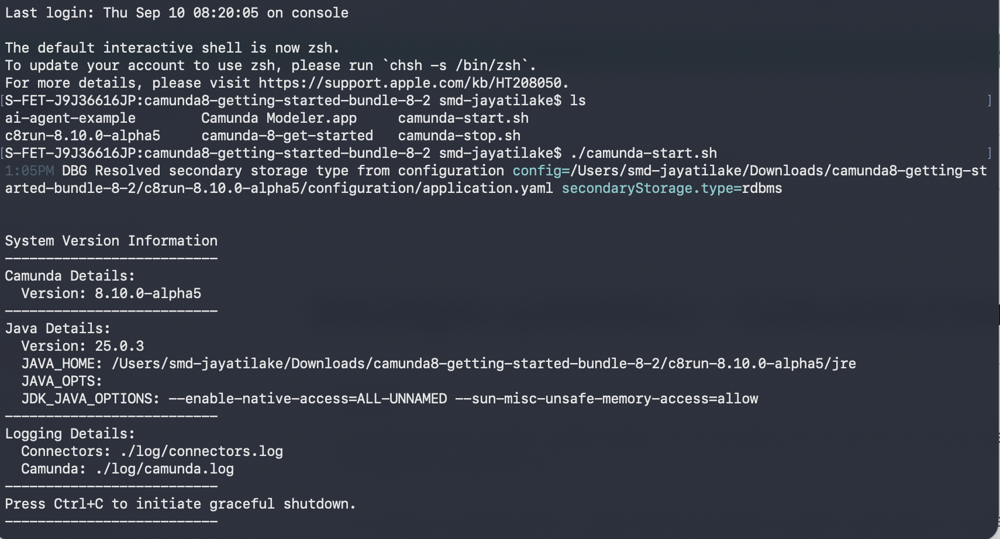 Last login: Thu Sep 10 08:20:05 on console
The default interactive shell is now zsh.
To update your account to use zsh, please run `chsh -s /bin/zsh`.
For more details, please visit https://support.apple.com/kb/HT208050.
[S-FET-J9J36616JP:camunda8-getting-started-bundle-8-2 smd-jayatilake$ ls ]
ai-agent-example        Camunda Modeler.app     camunda-start.sh
c8run-8.10.0-alpha5     camunda-8-get-started   camunda-stop.sh
[S-FET-J9J36616JP:camunda8-getting-started-bundle-8-2 smd-jayatilake$ ./camunda-start.sh ]
1:05PM DBG Resolved secondary storage type from configuration config=/Users/smd-jayatilake/Downloads/camunda8-getting-st
arted-bundle-8-2/c8run-8.10.0-alpha5/configuration/application.yaml secondaryStorage.type=rdbms
System Version Information
--------------------------
Camunda Details:
  Version: 8.10.0-alpha5
--------------------------
Java Details:
  Version: 25.0.3
  JAVA_HOME: /Users/smd-jayatilake/Downloads/camunda8-getting-started-bundle-8-2/c8run-8.10.0-alpha5/jre
  JAVA_OPTS:
  JDK_JAVA_OPTIONS: --enable-native-access=ALL-UNNAMED --sun-misc-unsafe-memory-access=allow
--------------------------
Logging Details:
  Connectors: ./log/connectors.log
  Camunda: ./log/camunda.log
--------------------------
Press Ctrl+C to initiate graceful shutdown.
--------------------------